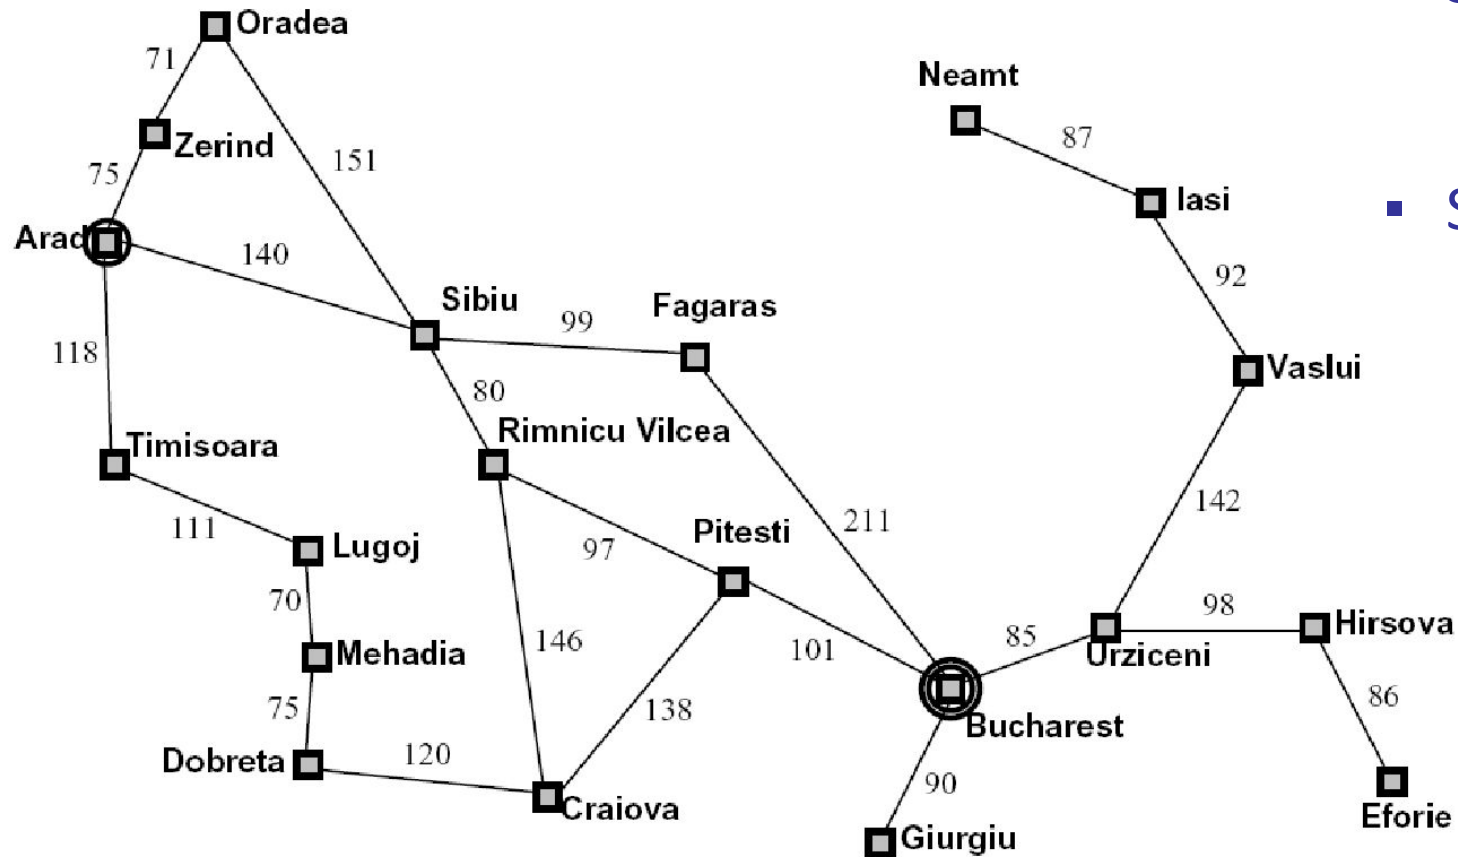 Oradea
71
Neamt
87
Zerind
151
75
Iasi
▪ S
Arad
140
92
Sibiu
Fagaras
99
118
Vaslui
80
Rimnicu Vilcea
Timisoara
142
211
111
Pitesti
Lugoj
97
70
98
Hirsova
146
101
85
Urziceni
Mehadia
86
75
138
Bucharest
Dobreta
120
90
Craiova
Eforie
Giurgiu